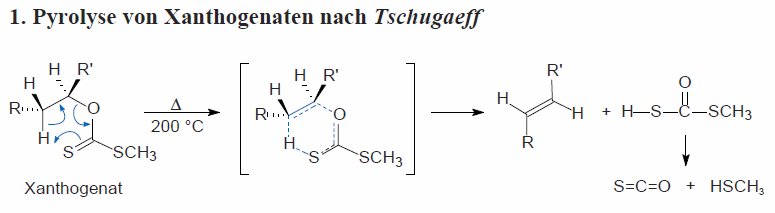 1. Pyrolyse von Xanthogenaten nach Tschugaeff
H R'
H
R
O
H
S
SCH3
Xanthogenat
Δ
200 °C
H R'
H
R
O
H
S
SCH3
R'
H
H
R
+
O
H-S-C-SCH3
S=C=O + HSCH3